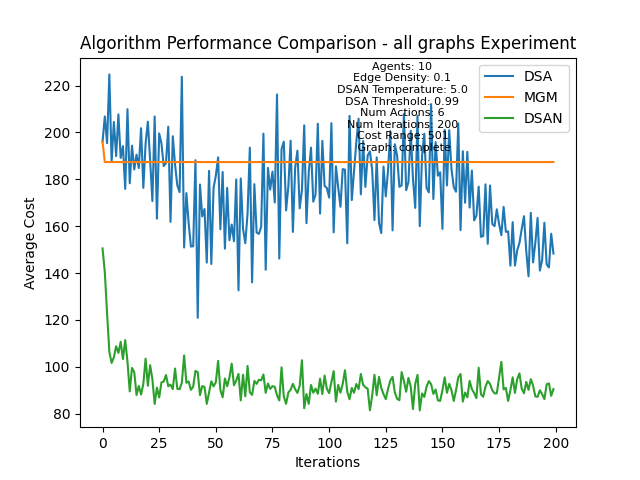 Algorithm Performance Comparison - all graphs Experiment
Agents: 10
Edge Density: 0.1
DSAN Temperature: 5.0
DSA Threshold: 0.99
Num Actions: 6
Num Iterations: 200
Cost Range: 501
Graph: complete
DSA
MGM
DSAN
Average Cost
220
200
180
160
140
120
100
80
0
25
50
75
100
125
150
175
200
Iterations